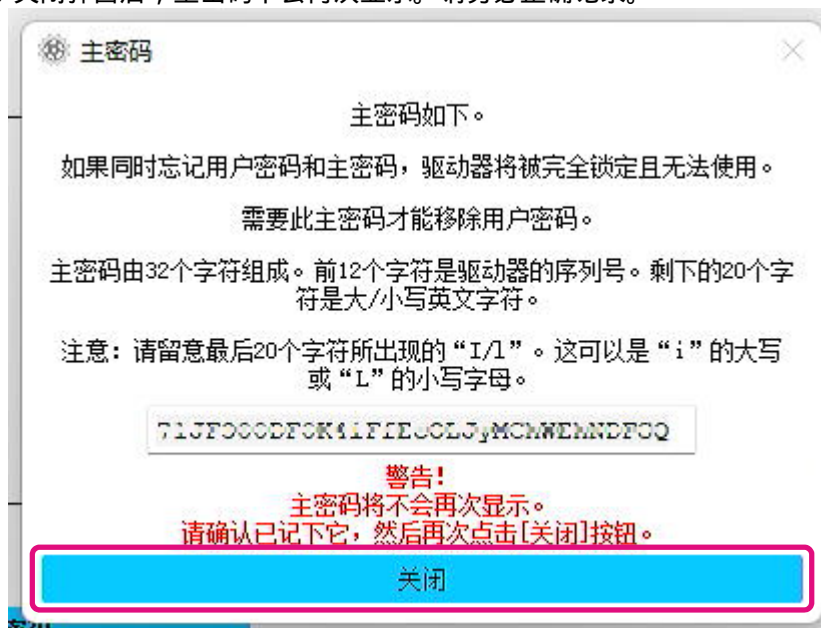 主密码
主密码如下。
如果同时忘记用户密码和主密码，驱动器将被完全锁定且无法使用。
需要此主密码才能移除用户密码。
主密码由32个字符组成。前12个字符是驱动器的序列号。剩下的20个字
符是大/小写英文字符。
注意：请留意最后20个字符所出现的“I/l”。这可以是“i”的大写
或“L”的小写字母。
警告！
主密码将不会再次显示。
请确认已记下它，然后再次点击[关闭]按钮。
关闭